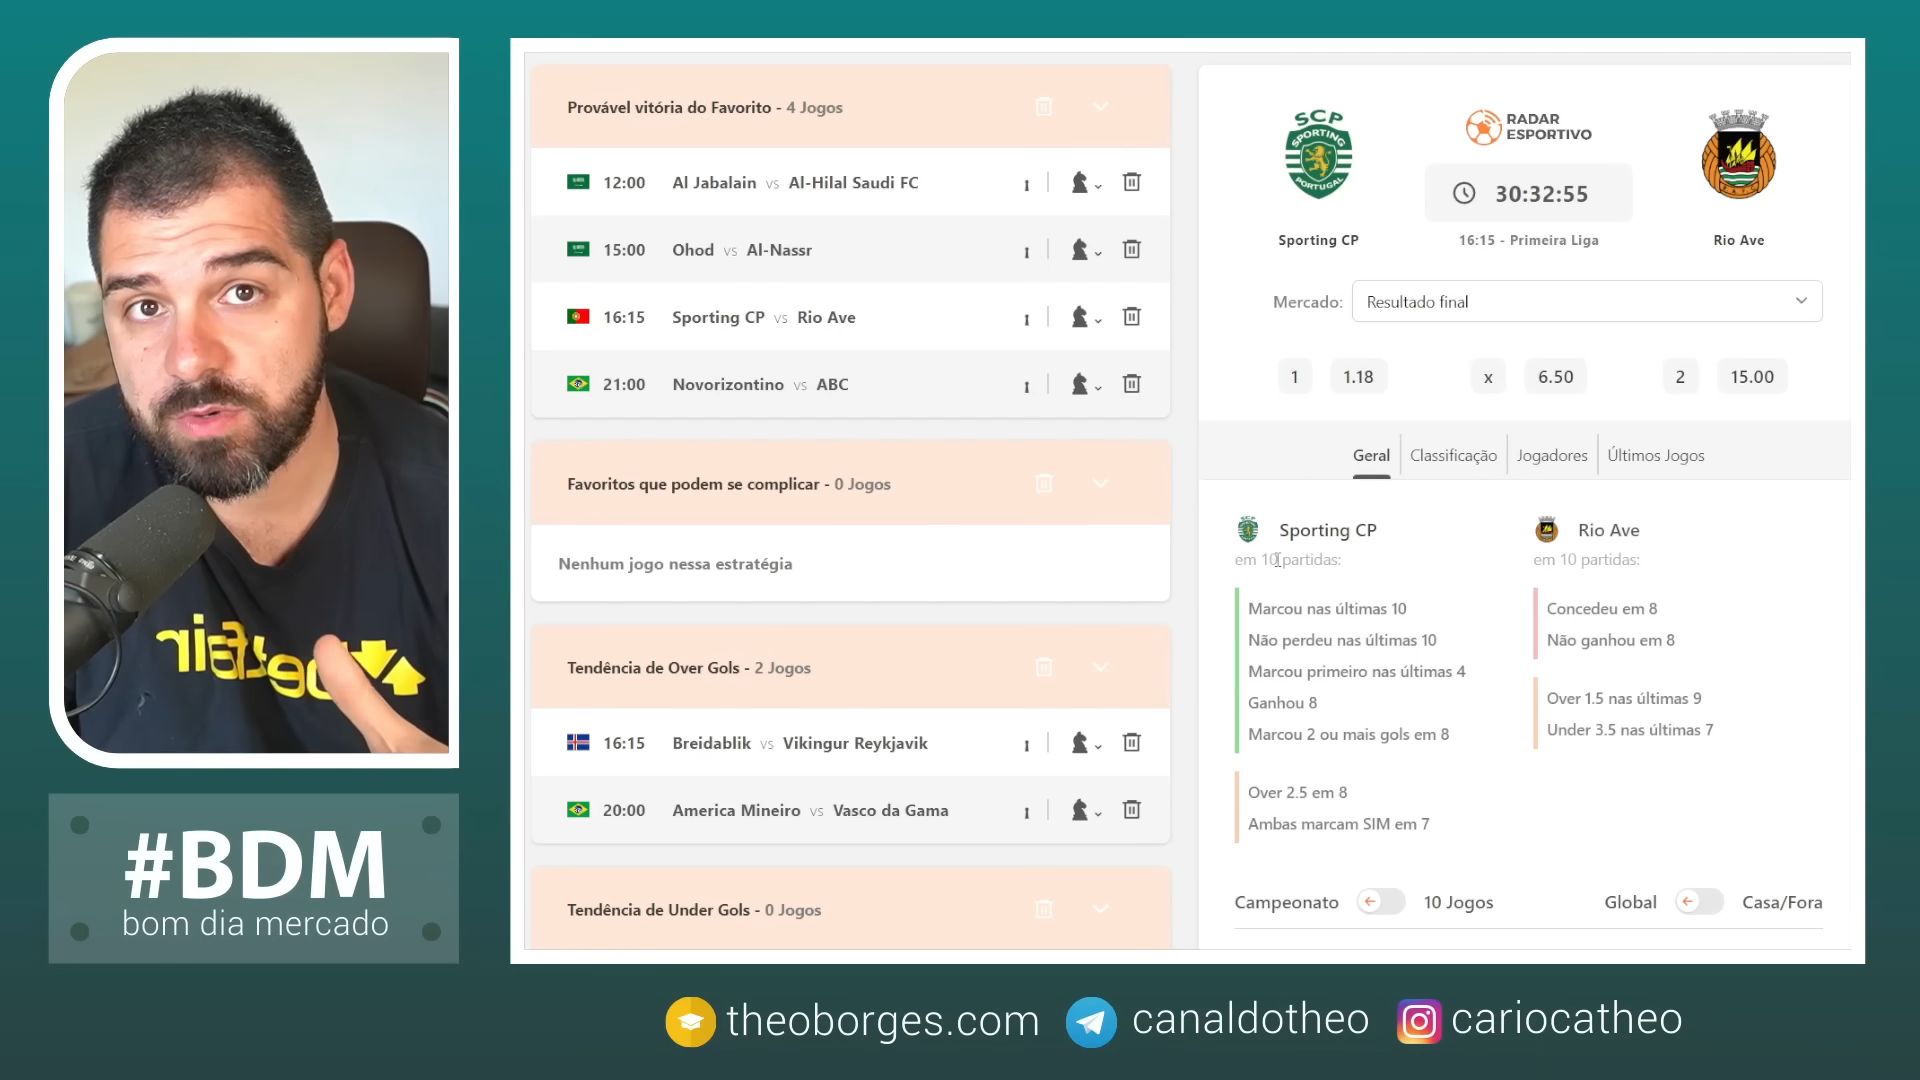 Provável vitória do Favorito - 4 Jogos
12:00 Al Jabalain vs Al-Hilal Saudi FC
15:00 Ohod vs Al-Nassr
16:15 Sporting CP vs Rio Ave
21:00 Novorizontino vs ABC
Favoritos que podem se complicar - 0 Jogos
Nenhum jogo nessa estratégia
Tendência de Over Gols - 2 Jogos
16:15 Breidablik vs Vikingur Reykjavik
20:00 America Mineiro vs Vasco da Gama
Tendência de Under Gols - 0 Jogos
SCP
SPORTING
PORTUGAL
RADAR
ESPORTIVO
30:32:55
Sporting CP
16:15 - Primeira Liga
Rio Ave
Mercado: Resultado final
1 1.18 x 6.50 2 15.00
Geral Classificação Jogadores Últimos Jogos
Sporting CP
em 10 partidas:
Marcou nas últimas 10
Não perdeu nas últimas 10
Marcou primeiro nas últimas 4
Ganhou 8
Marcou 2 ou mais gols em 8
Over 2.5 em 8
Ambas marcam SIM em 7
Rio Ave
em 10 partidas:
Concedeu em 8
Não ganhou em 8
Over 1.5 nas últimas 9
Under 3.5 nas últimas 7
Campeonato 10 Jogos Global Casa/Fora
betfair
#BDM
bom dia mercado
theoborges.com canaldotheo cariocatheo